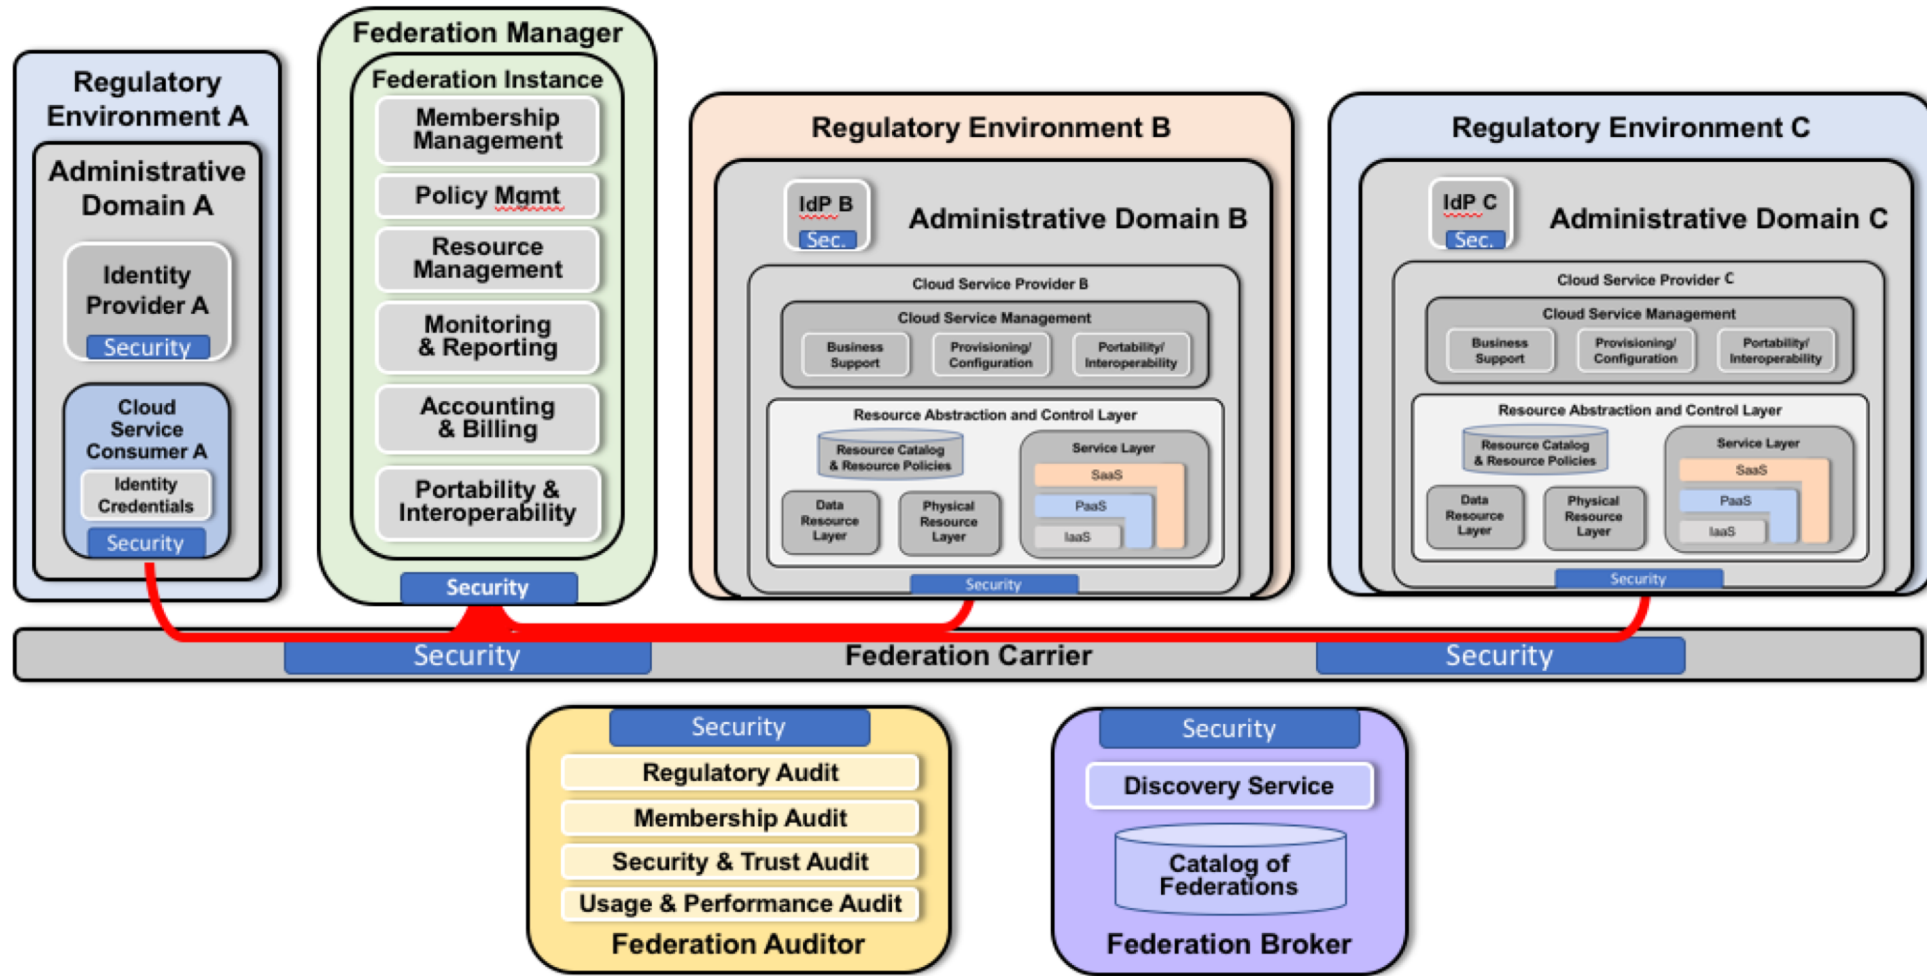 Regulatory
Environment A
Administrative
Domain A
Identity
Provider A
Security
Cloud
Service
Consumer A
Identity
Credentials
Security
Federation Manager
Federation Instance
Membership
Management
Policy Mgmt
Resource
Management
Monitoring
& Reporting
Accounting
& Billing
Portability &
Interoperability
Security
Regulatory Environment B
IdP B
Sec.
Administrative Domain B
Cloud Service Provider B
Cloud Service Management
Business
Support
Provisioning/
Configuration
Portability/
Interoperability
Resource Abstraction and Control Layer
Resource Catalog
& Resource Policies
Data
Resource
Layer
Physical
Resource
Layer
Service Layer
SaaS
PaaS
IaaS
Security
Regulatory Environment C
IdP C
Sec.
Administrative Domain C
Cloud Service Provider C
Cloud Service Management
Business
Support
Provisioning/
Configuration
Portability/
Interoperability
Resource Abstraction and Control Layer
Resource Catalog
& Resource Policies
Data
Resource
Layer
Physical
Resource
Layer
Service Layer
SaaS
PaaS
IaaS
Security
Security
Federation Carrier
Security
Security
Regulatory Audit
Membership Audit
Security & Trust Audit
Usage & Performance Audit
Federation Auditor
Security
Discovery Service
Catalog of
Federations
Federation Broker